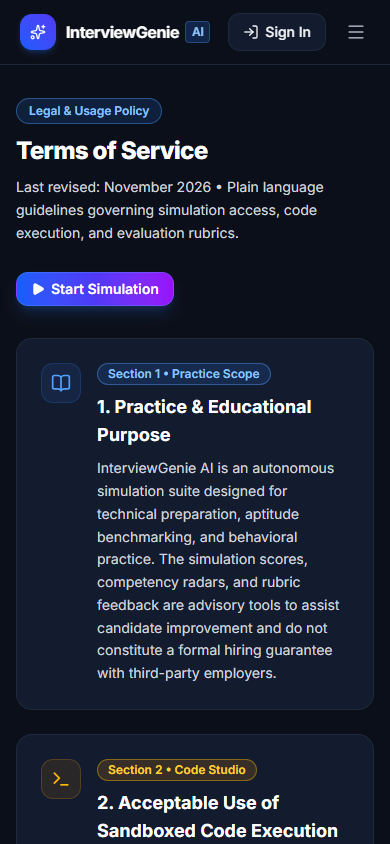 InterviewGenie AI
Sign In
Legal & Usage Policy
Terms of Service
Last revised: November 2026 • Plain language
guidelines governing simulation access, code
execution, and evaluation rubrics.
Start Simulation
Section 1 • Practice Scope
1. Practice & Educational
Purpose
InterviewGenie AI is an autonomous
simulation suite designed for
technical preparation, aptitude
benchmarking, and behavioral
practice. The simulation scores,
competency radars, and rubric
feedback are advisory tools to assist
candidate improvement and do not
constitute a formal hiring guarantee
with third-party employers.
Section 2 • Code Studio
2. Acceptable Use of
Sandboxed Code Execution